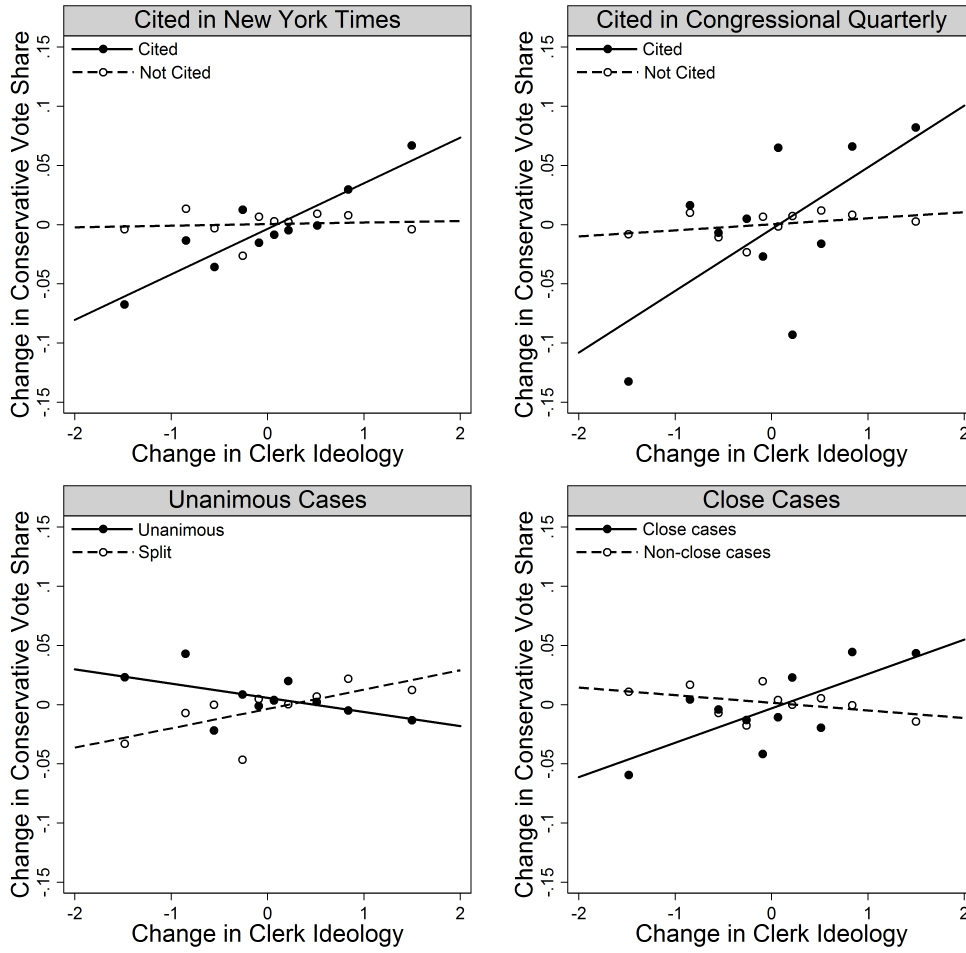 Cited in New York Times
Change in Conservative Vote Share
.15
.1
.05
0
-.05
-.1
-.15
Cited
Not Cited
-2 -1 0 1 2
Change in Clerk Ideology
Cited in Congressional Quarterly
Change in Conservative Vote Share
.15
.1
.05
0
-.05
-.1
-.15
Cited
Not Cited
-2 -1 0 1 2
Change in Clerk Ideology
Unanimous Cases
Change in Conservative Vote Share
.15
.1
.05
0
-.05
-.1
-.15
Unanimous
Split
-2 -1 0 1 2
Change in Clerk Ideology
Close Cases
Change in Conservative Vote Share
.15
.1
.05
0
-.05
-.1
-.15
Close cases
Non-close cases
-2 -1 0 1 2
Change in Clerk Ideology